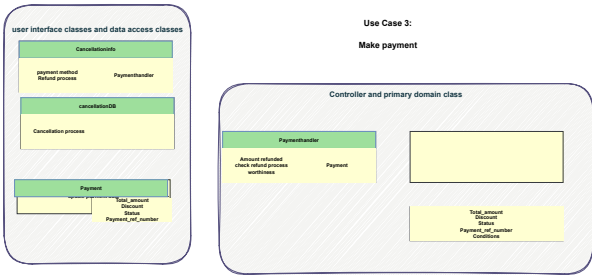 user interface classes and data access classes
Cancellationinfo
payment method
Refund process
Paymenthandler
cancellationDB
Cancellation process
Payment
Total_amount
Discount
Status
Payment_ref_number
Use Case 3:
Make payment
Controller and primary domain class
Paymenthandler
Amount refunded
check refund process
worthiness
Payment
Total_amount
Discount
Status
Payment_ref_number
Conditions